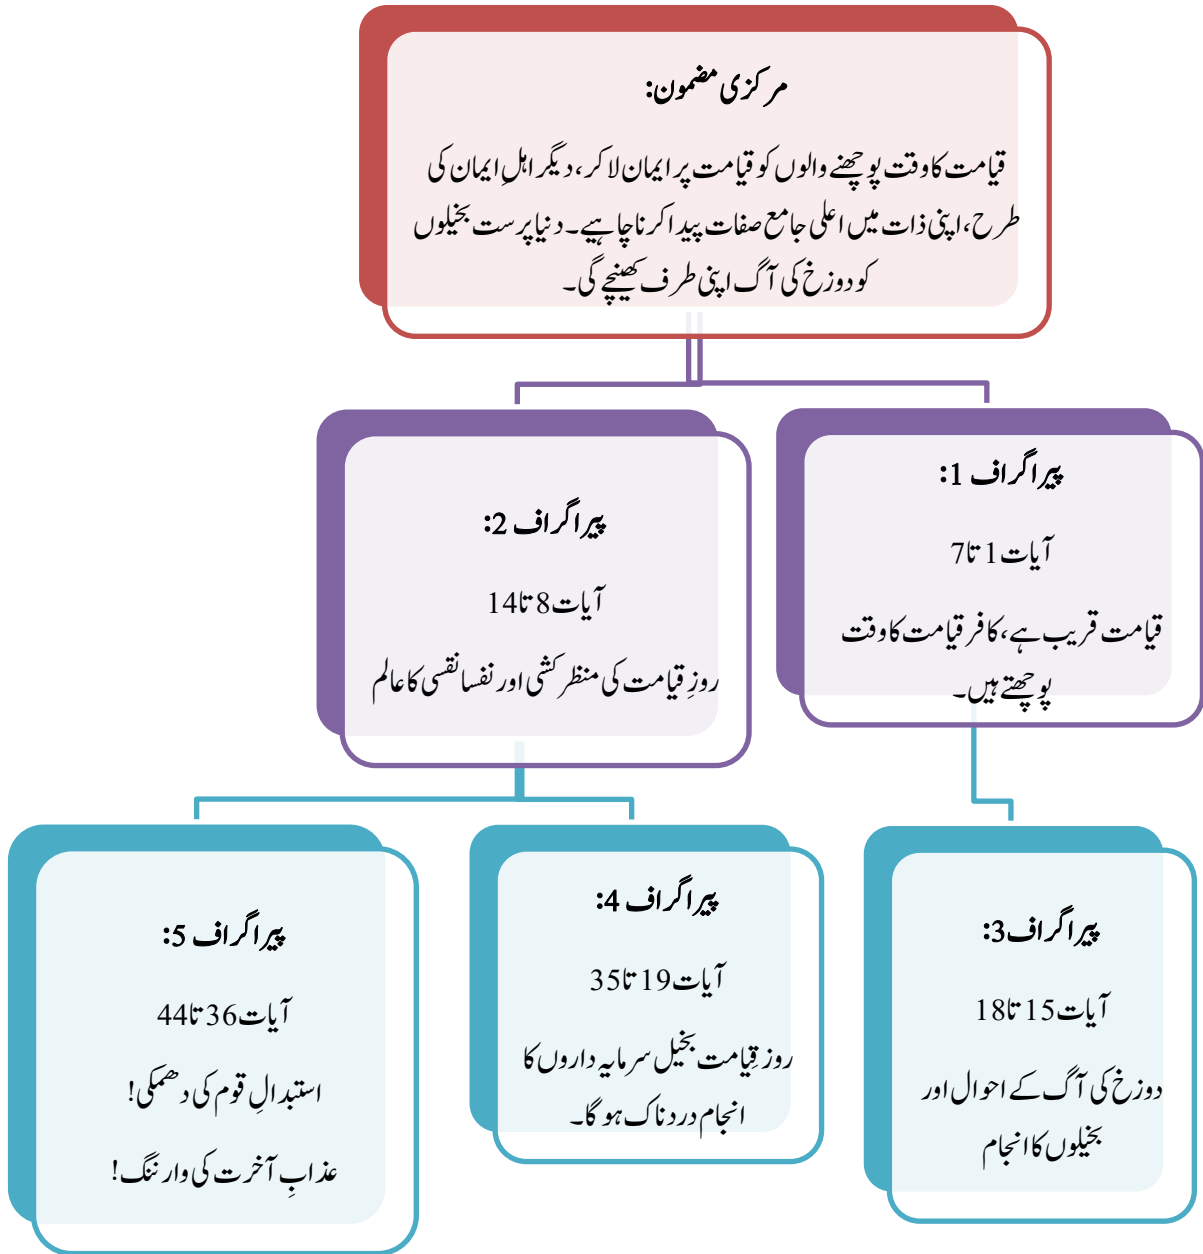 مرکزی مضمون:
قیامت کا وقت پوچھنے والوں کو قیامت پر ایمان لا کر، دیگر اہلِ ایمان کی
طرح، اپنی ذات میں اعلی جامع صفات پیدا کرنا چاہیے۔ دنیا پرست بخیلوں
کو دوزخ کی آگ اپنی طرف کھینچے گی۔
پیراگراف 1:
آیات 1 تا 7
قیامت قریب ہے، کافر قیامت کا وقت
پوچھتے ہیں۔
پیراگراف 2:
آیات 8 تا 14
روزِ قیامت کی منظر کشی اور نفسا نفسی کا عالم
پیراگراف 3:
آیات 15 تا 18
دوزخ کی آگ کے احوال اور
بخیلوں کا انجام
پیراگراف 4:
آیات 19 تا 35
روز قِیامت بخیل سرمایہ داروں کا
انجام دردناک ہو گا۔
پیراگراف 5:
آیات 36 تا 44
استبدالِ قوم کی دھمکی!
عذابِ آخرت کی وارننگ!